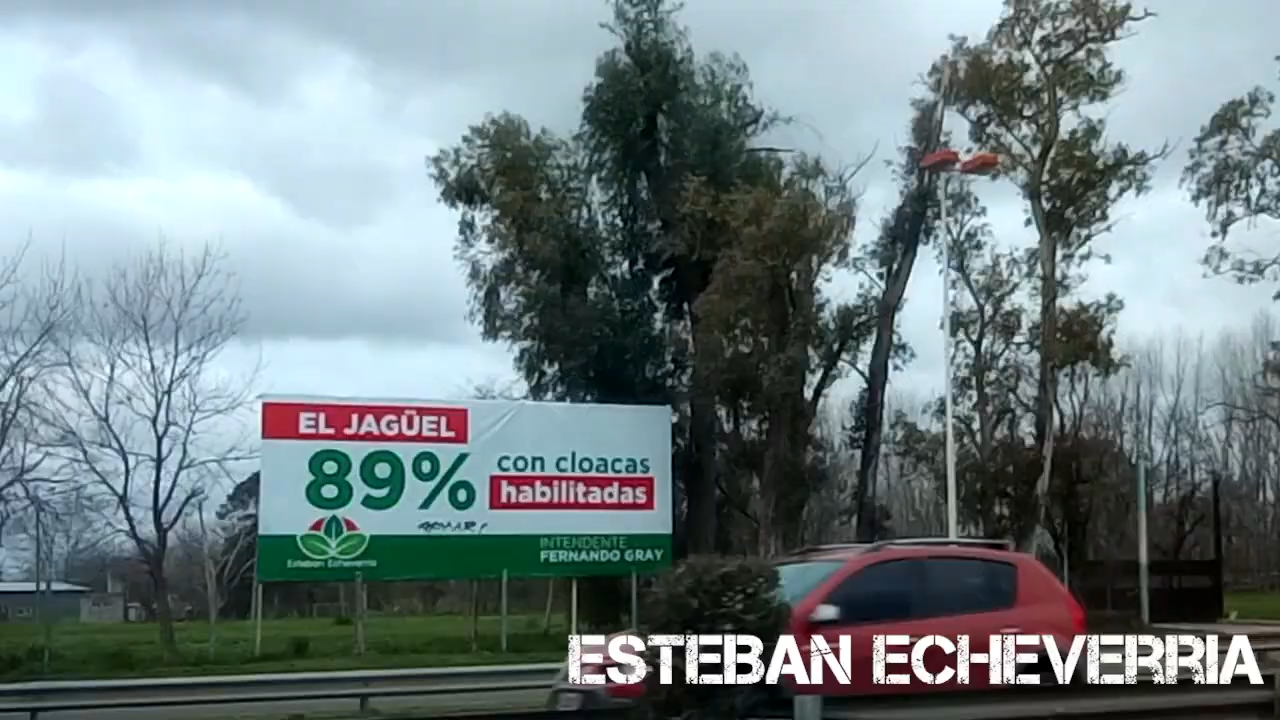 EL JAGÜEL
89%
con cloacas
habilitadas
Esteban Echeverría
INTENDENTE
FERNANDO GRAY
ESTEBAN ECHEVERRIA